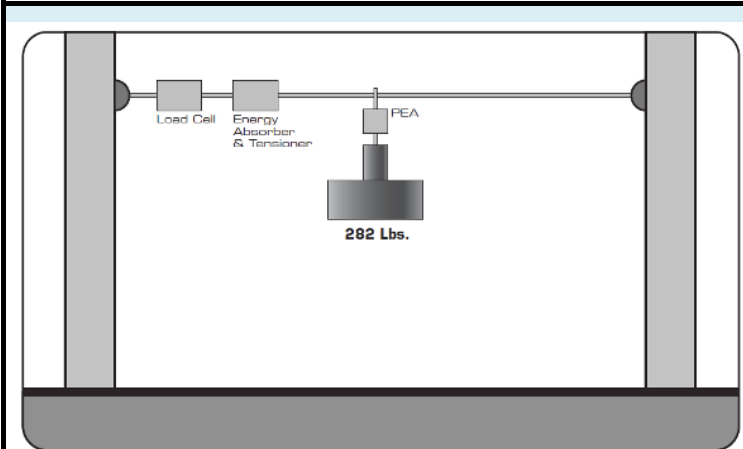 Load Cell
Energy
Absorber
& Tensioner
PEA
282 Lbs.